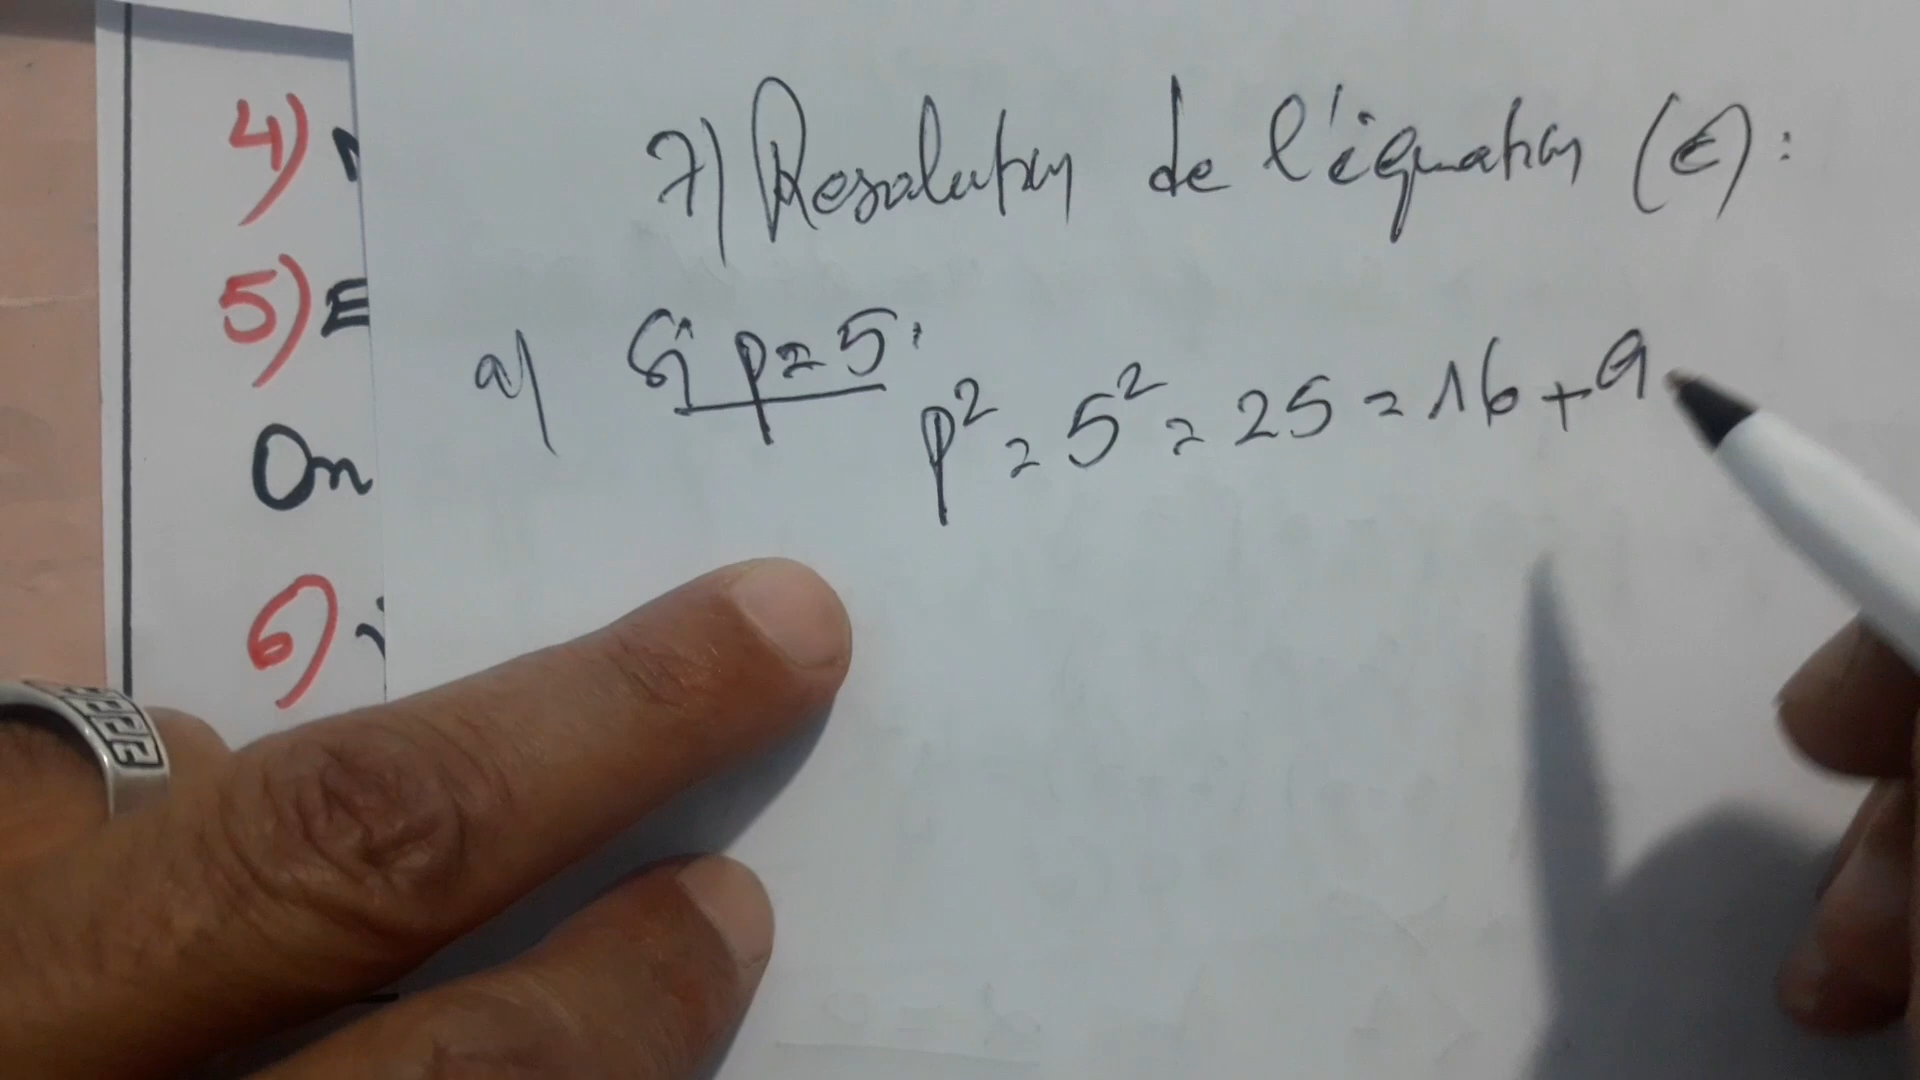 4)
5) E
On
6)
7) Resolution de l'équation (E):
a) Si p = 5:
p² = 5² = 25 = 16 + 9